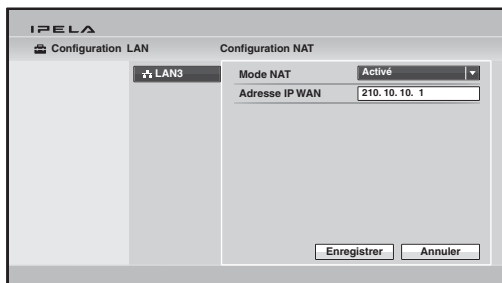 IPELA
Configuration LAN Configuration NAT
LAN3
Mode NAT Activé
Adresse IP WAN 210. 10. 10. 1
Enregistrer Annuler